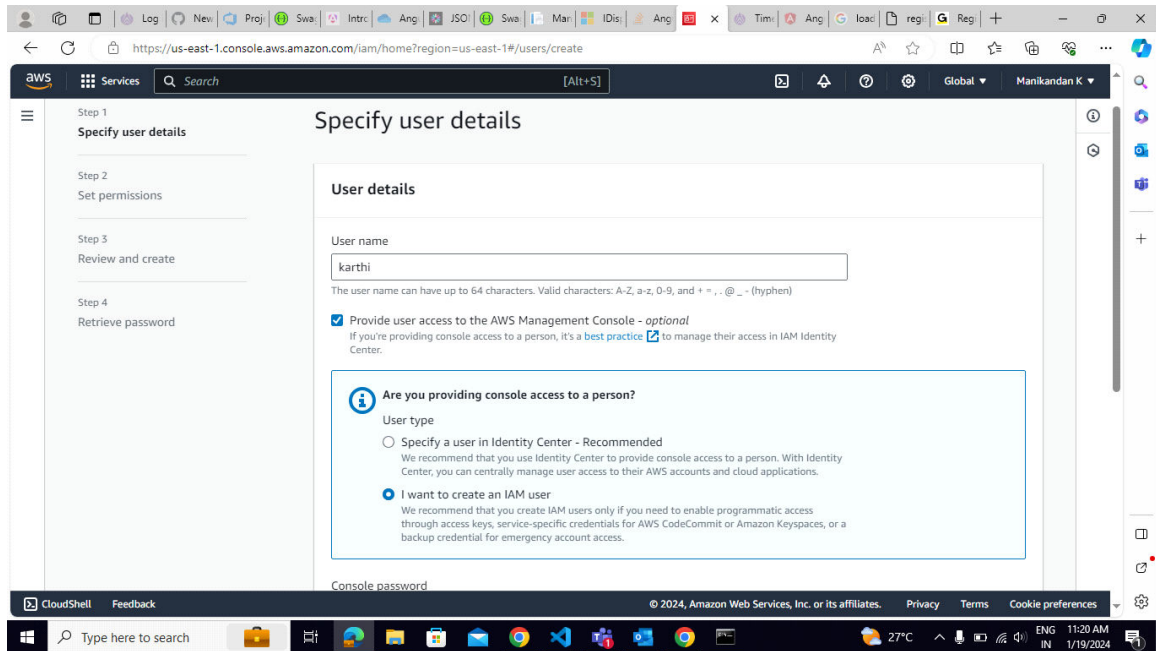 Log
New
Proj
Swa
Intro
Ang
JSO
Swa
Man
IDis
Ang
Time
Ang
load
regi
Regi
https://us-east-1.console.aws.amazon.com/iam/home?region=us-east-1#/users/create
aws
Services
Search
[Alt+S]
Global
Manikandan K
Step 1
Specify user details
Step 2
Set permissions
Step 3
Review and create
Step 4
Retrieve password
Specify user details
User details
User name
karthi
The user name can have up to 64 characters. Valid characters: A-Z, a-z, 0-9, and + = , . @ _ - (hyphen)
Provide user access to the AWS Management Console - optional
If you're providing console access to a person, it's a best practice to manage their access in IAM Identity
Center.
Are you providing console access to a person?
User type
Specify a user in Identity Center - Recommended
We recommend that you use Identity Center to provide console access to a person. With Identity
Center, you can centrally manage user access to their AWS accounts and cloud applications.
I want to create an IAM user
We recommend that you create IAM users only if you need to enable programmatic access
through access keys, service-specific credentials for AWS CodeCommit or Amazon Keyspaces, or a
backup credential for emergency account access.
Console password
CloudShell
Feedback
© 2024, Amazon Web Services, Inc. or its affiliates.
Privacy
Terms
Cookie preferences
Type here to search
27°C
ENG
IN
11:20 AM
1/19/2024